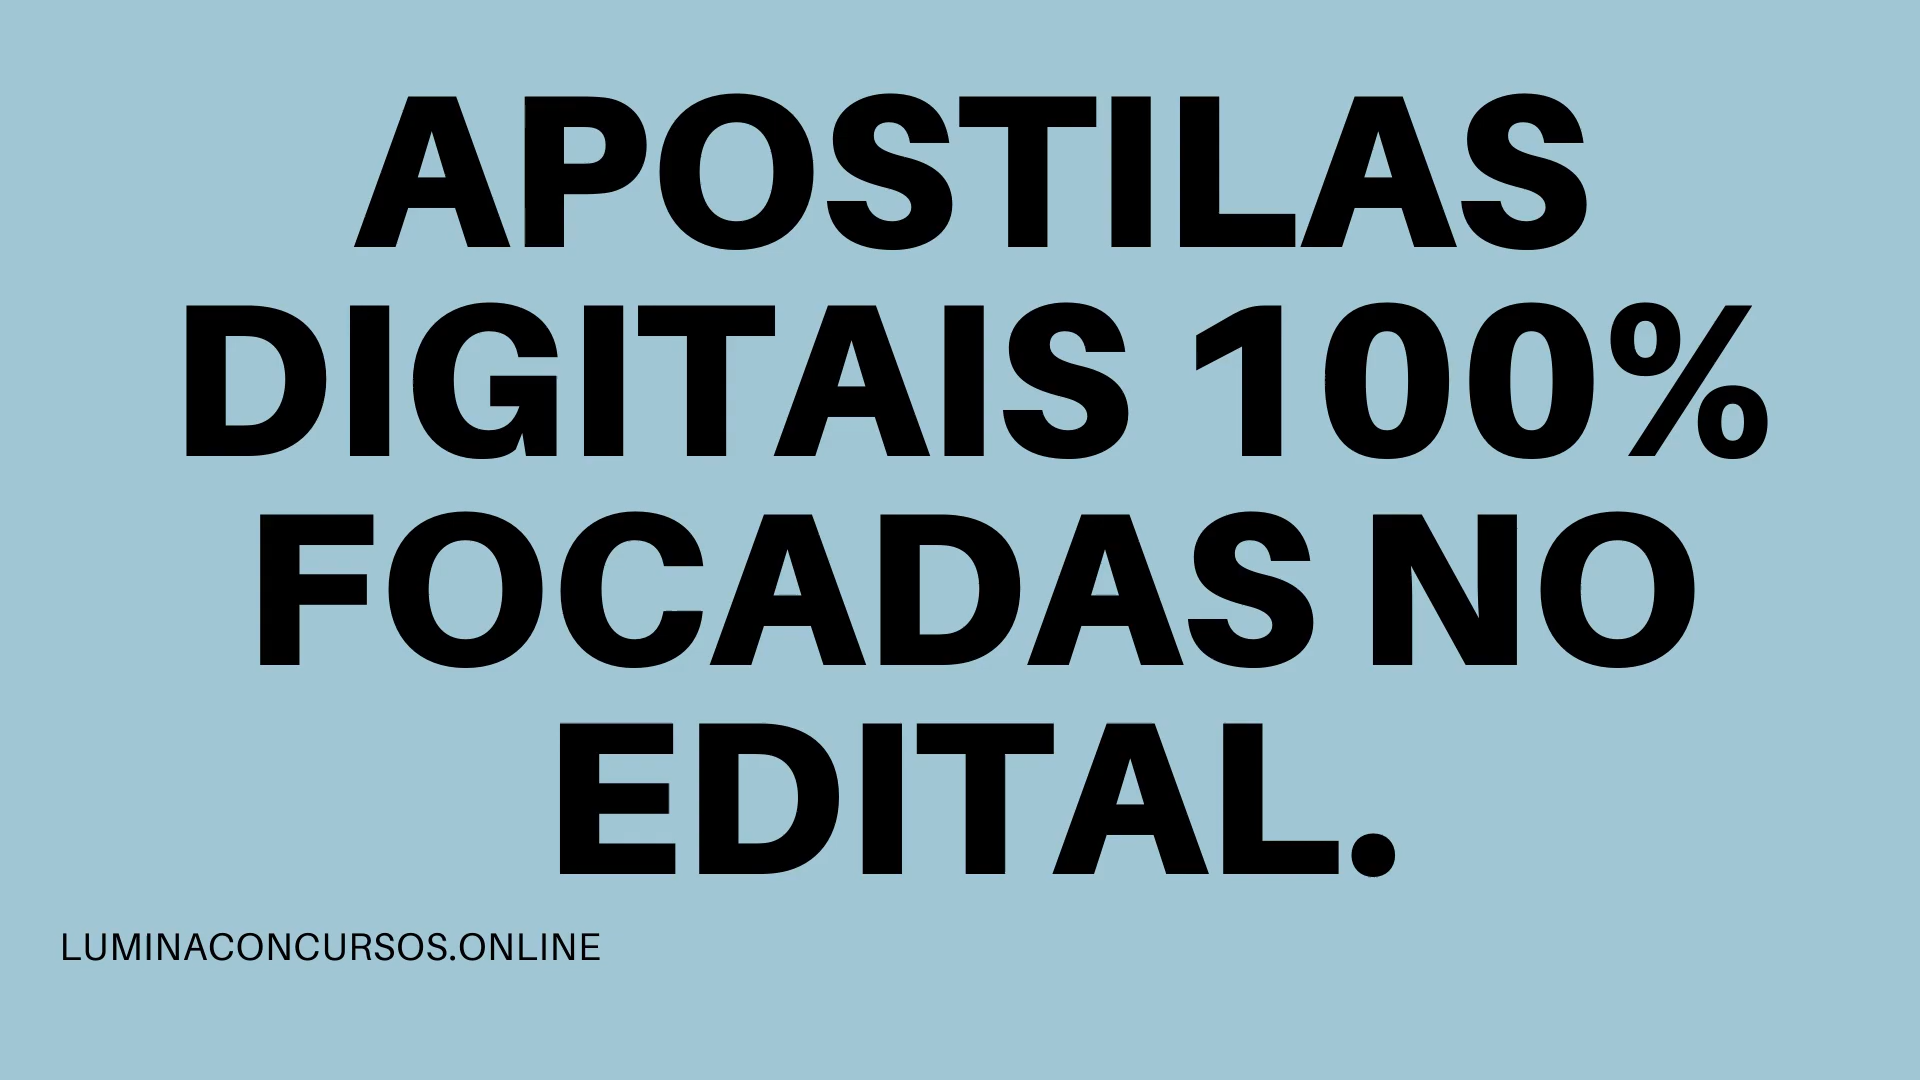 APOSTILAS
DIGITAIS 100%
FOCADAS NO
EDITAL.
LUMINACONCURSOS.ONLINE